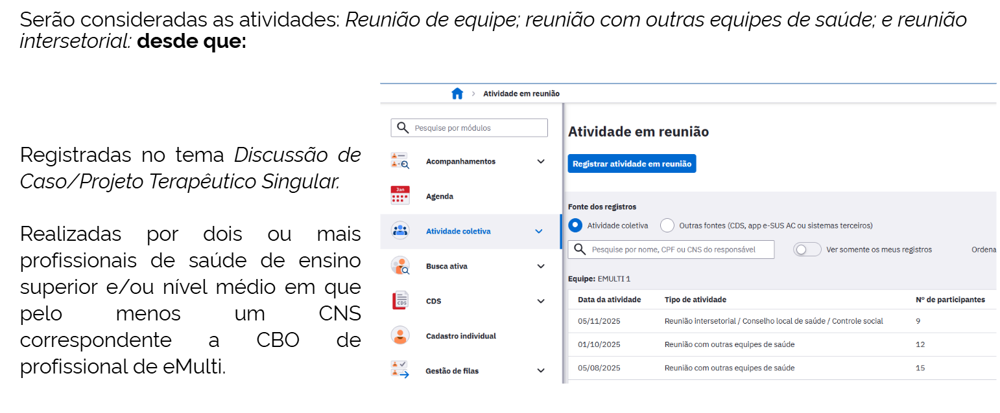 Serão consideradas as atividades: Reunião de equipe; reunião com outras equipes de saúde; e reunião
intersetorial: desde que:
Registradas no tema Discussão de
Caso/Projeto Terapêutico Singular.
Realizadas por dois ou mais
profissionais de saúde de ensino
superior e/ou nível médio em que
pelo menos um CNS
correspondente a CBO de
profissional de eMulti.
Atividade em reunião
Pesquise por módulos
Acompanhamentos
Jan
Agenda
Atividade coletiva
Busca ativa
CDS
CDS
Cadastro individual
Gestão de filas
Atividade em reunião
Registrar atividade em reunião
Fonte dos registros
Atividade coletiva Outras fontes (CDS, app e-SUS AC ou sistemas terceiros)
Pesquise por nome, CPF ou CNS do responsável Ver somente os meus registros Ordena
Equipe: EMULTI 1
Data da atividade Tipo de atividade Nº de participantes
05/11/2025 Reunião intersetorial / Conselho local de saúde / Controle social 9
01/10/2025 Reunião com outras equipes de saúde 12
05/08/2025 Reunião com outras equipes de saúde 15